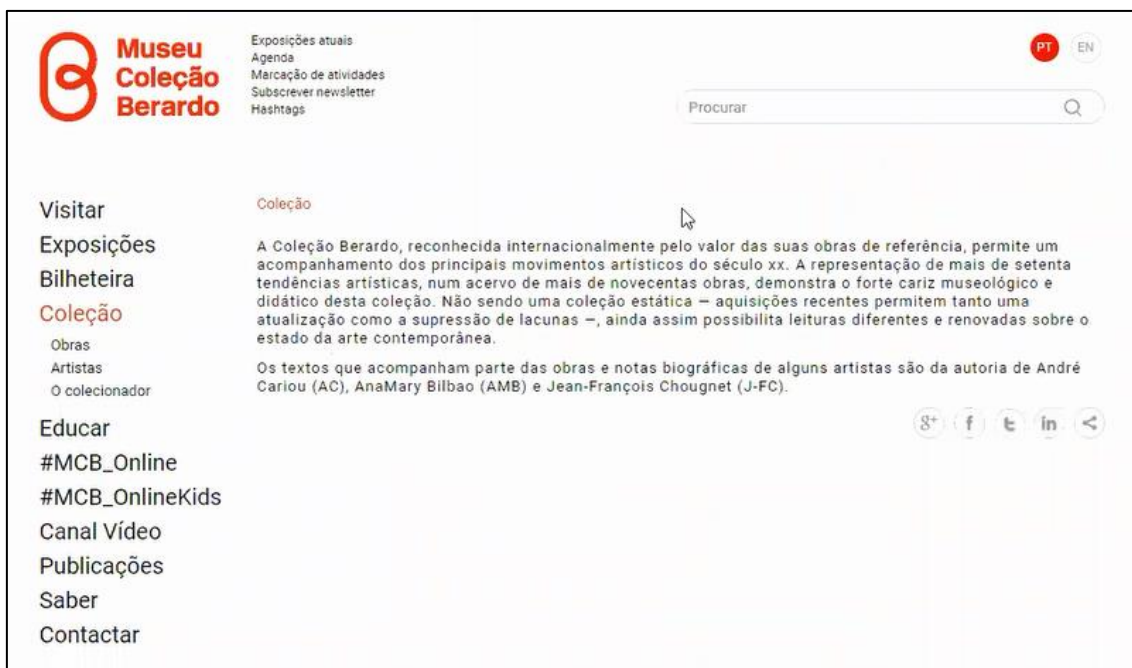 Museu
Coleção
Berardo
Exposições atuais
Agenda
Marcação de atividades
Subscrever newsletter
Hashtags
PT
EN
Procurar
Visitar
Exposições
Bilheteira
Coleção
Obras
Artistas
O colecionador
Educar
#MCB_Online
#MCB_OnlineKids
Canal Vídeo
Publicações
Saber
Contactar
Coleção
A Coleção Berardo, reconhecida internacionalmente pelo valor das suas obras de referência, permite um
acompanhamento dos principais movimentos artísticos do século xx. A representação de mais de setenta
tendências artísticas, num acervo de mais de novecentas obras, demonstra o forte cariz museológico e
didático desta coleção. Não sendo uma coleção estática — aquisições recentes permitem tanto uma
atualização como a supressão de lacunas —, ainda assim possibilita leituras diferentes e renovadas sobre o
estado da arte contemporânea.
Os textos que acompanham parte das obras e notas biográficas de alguns artistas são da autoria de André
Cariou (AC), AnaMary Bilbao (AMB) e Jean-François Chougnet (J-FC).
g+ f t in